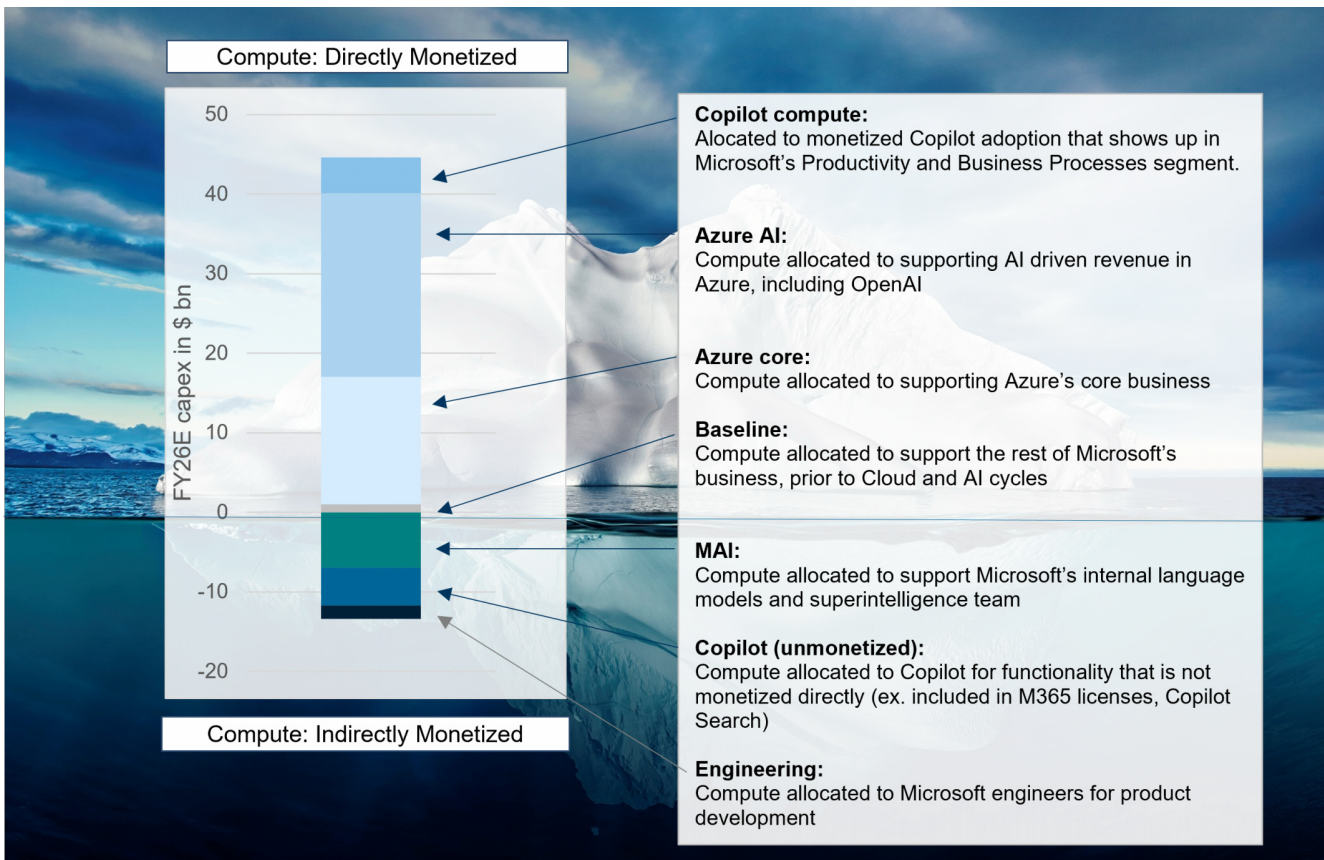 Compute: Directly Monetized
FY26E capex in $ bn
50
40
30
20
10
0
-10
-20
Compute: Indirectly Monetized
Copilot compute:
Alocated to monetized Copilot adoption that shows up in
Microsoft's Productivity and Business Processes segment.
Azure AI:
Compute allocated to supporting AI driven revenue in
Azure, including OpenAI
Azure core:
Compute allocated to supporting Azure's core business
Baseline:
Compute allocated to support the rest of Microsoft's
business, prior to Cloud and AI cycles
MAI:
Compute allocated to support Microsoft's internal language
models and superintelligence team
Copilot (unmonetized):
Compute allocated to Copilot for functionality that is not
monetized directly (ex. included in M365 licenses, Copilot
Search)
Engineering:
Compute allocated to Microsoft engineers for product
development